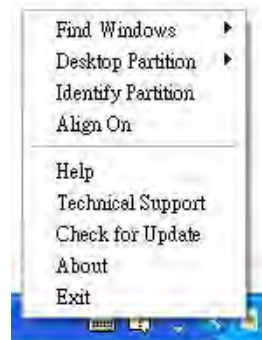 Find Windows
Desktop Partition
Identify Partition
Align On
Help
Technical Support
Check for Update
About
Exit